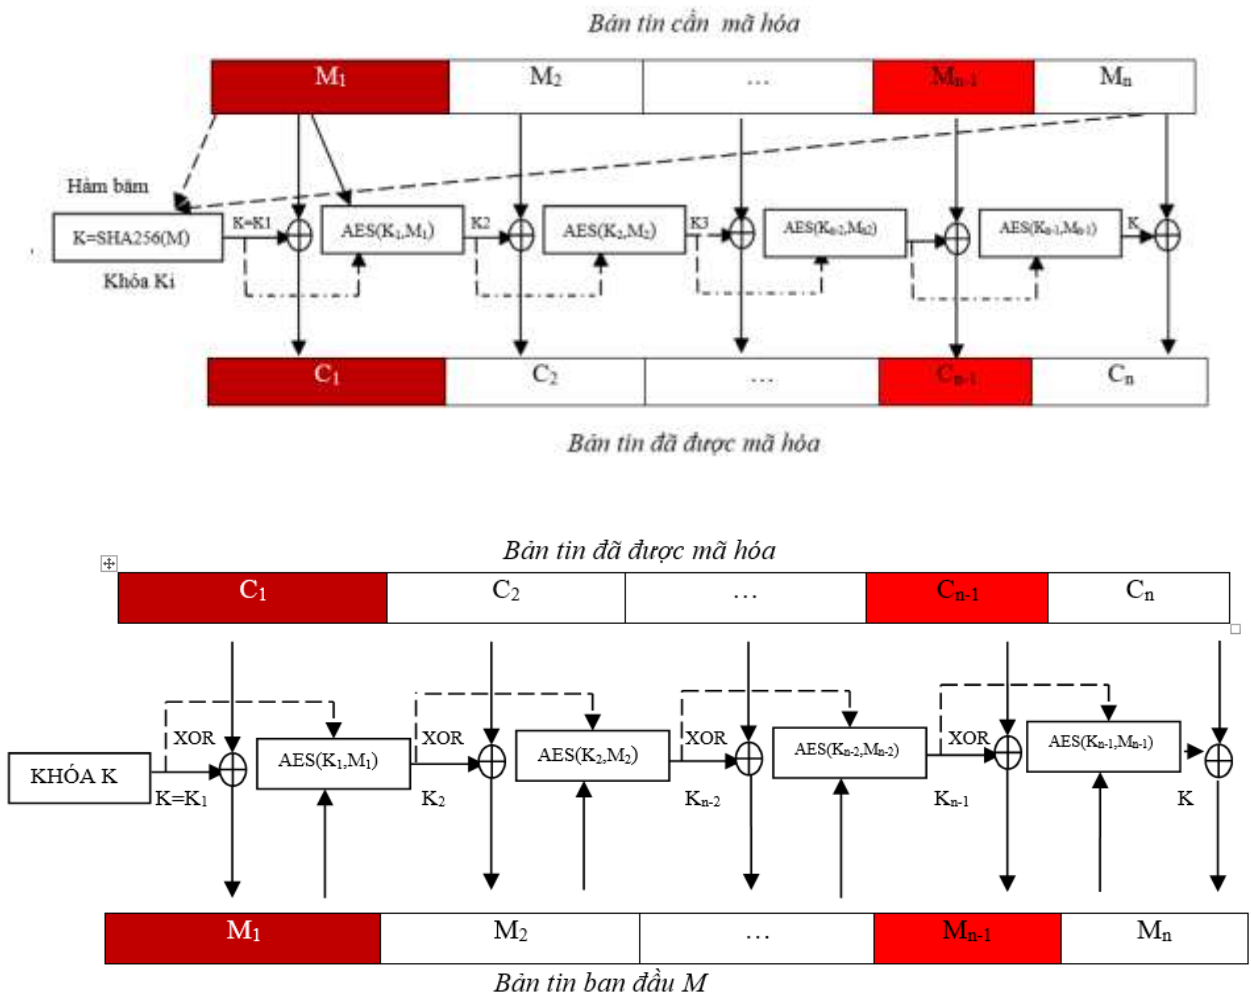 Bản tin cần mã hóa
M1 M2 … Mn-1 Mn
Hàm băm
K=SHA256(M) K=K1 AES(K1,M1) K2 AES(K2,M2) K3 AES(Kn-2,Mn2) AES(Kn-1,Mn-1) K
Khóa Ki
C1 C2 … Cn-1 Cn
Bản tin đã được mã hóa
Bản tin đã được mã hóa
C1 C2 … Cn-1 Cn
XOR XOR XOR XOR
KHÓA K AES(K1,M1) AES(K2,M2) AES(Kn-2,Mn-2) AES(Kn-1,Mn-1)
K=K1 K2 Kn-2 Kn-1 K
M1 M2 … Mn-1 Mn
Bản tin ban đầu M